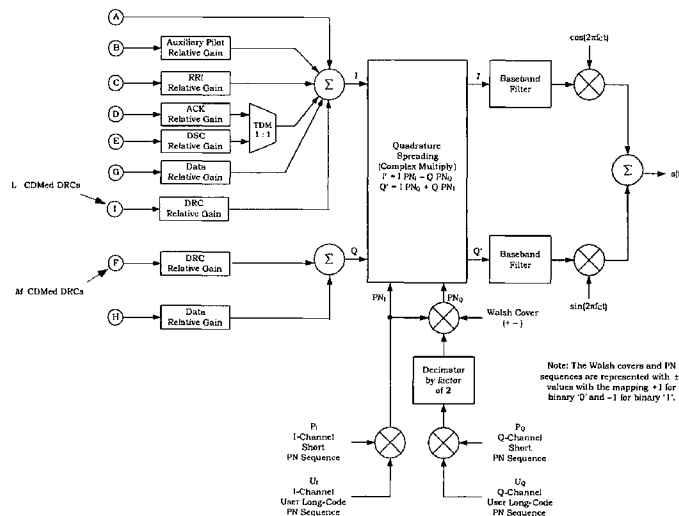 A
B
Auxiliary Pilot
Relative Gain
C
RRI
Relative Gain
D
ACK
Relative Gain
E
DSC
Relative Gain
TDM
1 : 1
G
Data
Relative Gain
L CDMed DRCs
I
DRC
Relative Gain
Σ
I
F
DRC
Relative Gain
M CDMed DRCs
H
Data
Relative Gain
Σ
Q
Quadrature
Spreading
(Complex Multiply)
I' = I PNI - Q PNQ
Q' = I PNQ + Q PNI
I'
Baseband
Filter
cos(2πfct)
Σ
s(t
Q'
Baseband
Filter
sin(2πfct)
PNI
PNQ
Walsh Cover
(+ -)
Decimator
by factor
of 2
Note: The Walsh covers and PN
sequences are represented with ±
values with the mapping +1 for
binary '0' and -1 for binary '1'.
PI
I-Channel
Short
PN Sequence
PQ
Q-Channel
Short
PN Sequence
UI
I-Channel
User Long-Code
PN Sequence
UQ
Q-Channel
User Long-Code
PN Sequence